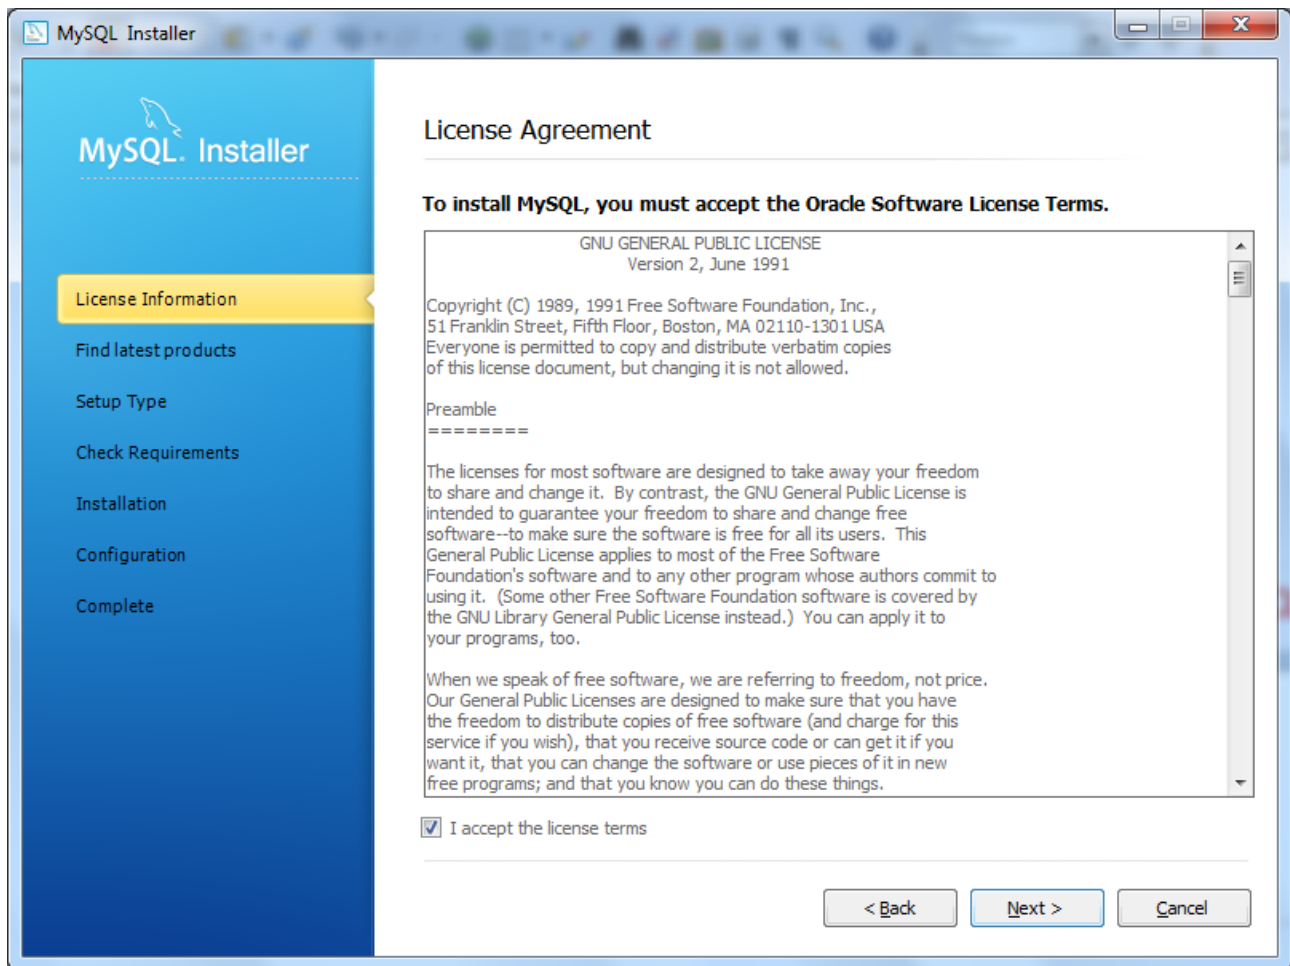 MySQL Installer
MySQL. Installer
License Information
Find latest products
Setup Type
Check Requirements
Installation
Configuration
Complete
License Agreement
To install MySQL, you must accept the Oracle Software License Terms.
GNU GENERAL PUBLIC LICENSE
Version 2, June 1991
Copyright (C) 1989, 1991 Free Software Foundation, Inc.,
51 Franklin Street, Fifth Floor, Boston, MA 02110-1301 USA
Everyone is permitted to copy and distribute verbatim copies
of this license document, but changing it is not allowed.
Preamble
========
The licenses for most software are designed to take away your freedom
to share and change it.  By contrast, the GNU General Public License is
intended to guarantee your freedom to share and change free
software--to make sure the software is free for all its users.  This
General Public License applies to most of the Free Software
Foundation's software and to any other program whose authors commit to
using it.  (Some other Free Software Foundation software is covered by
the GNU Library General Public License instead.)  You can apply it to
your programs, too.
When we speak of free software, we are referring to freedom, not price.
Our General Public Licenses are designed to make sure that you have
the freedom to distribute copies of free software (and charge for this
service if you wish), that you receive source code or can get it if you
want it, that you can change the software or use pieces of it in new
free programs; and that you know you can do these things.
I accept the license terms
< Back
Next >
Cancel